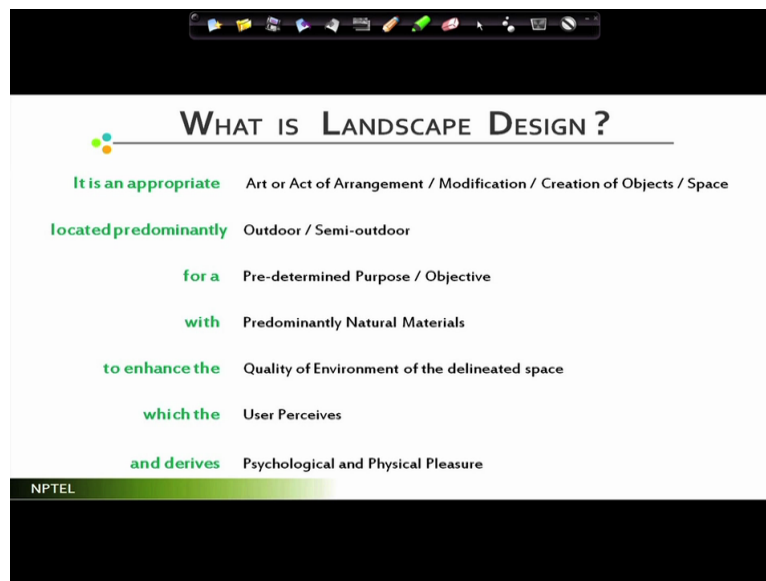 WHAT IS LANDSCAPE DESIGN?
It is an appropriate Art or Act of Arrangement / Modification / Creation of Objects / Space
located predominantly Outdoor / Semi-outdoor
for a Pre-determined Purpose / Objective
with Predominantly Natural Materials
to enhance the Quality of Environment of the delineated space
which the User Perceives
and derives Psychological and Physical Pleasure
NPTEL